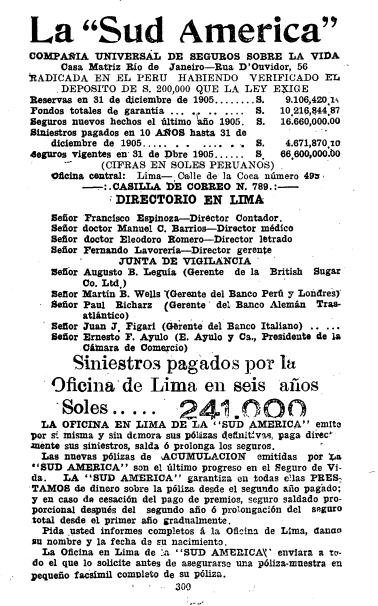 La "Sud America"
COMPAÑIA UNIVERSAL DE SEGUROS SOBRE LA VIDA
Casa Matriz Río de Janeiro—Rua D'Ouvidor, 56
RADICADA EN EL PERU HABIENDO VERIFICADO EL
DEPOSITO DE S. 200,000 QUE LA LEY EXIGE
Reservas en 31 de diciembre de 1905........ S. 9.106,420
Fondos totales de garantía ... .. .... S. 10,216,844,87
Seguros nuevos hechos el último año 1905. S. 16.660,000.00
Siniestros pagados en 10 AÑOS hasta 31 de
diciembre de 1905..... .. .... .. ... S. 4.671,870,10
Seguros vigentes en 31 de Dbre 1905..... S. 66,600,000.00
(CIFRAS EN SOLES PERUANOS)
Oficina central: Lima— Calle de la Coca número
—:.CASILLA DE CORREO N. 789.:—
DIRECTORIO EN LIMA
Señor Francisco Espinoza—Director Contador.
Señor doctor Manuel C. Barrios—Director médico
Señor doctor Eleodoro Romero—Director letrado
Señor Fernando Lavorería—Director gerente
JUNTA DE VIGILANCIA
Señor Augusto B. Leguía (Gerente de la British Sugar
Co. Ltd.)
Señor Martín B. Wells (Gerente del Banco Perú y Londres)
Señor Paul Richarz (Gerente del Banco Alemán Tras-
atlántico)
Señor Juan J. Figari (Gerente del Banco Italiano) .. ....
Señor Ernesto F. Ayulo (E. Ayulo y Ca., Presidente de la
Cámara de Comercio)
Siniestros pagados por la
Oficina de Lima en seis años
Soles..... 241.000
LA OFICINA EN LIMA DE LA "SUD AMERICA" emite
por sí misma y sin demora sus pólizas definitivas, paga direc-
mente sus siniestros, salda ó prolonga los seguros.
Las nuevas pólizas de ACUMULACION emitidas por La
"SUD AMERICA" son el último progreso en el Seguro de Vi-
da. LA "SUD AMERICA" garantiza en todas ellas PRES-
TAMOS de dinero sobre la póliza desde el segundo año pagado;
y en caso de cesación del pago de premios, seguro saldado pro-
porcional después del segundo año ó prolongación del seguro
total desde el primer año gradualmente.
Pida usted informes completos á la Oficina de Lima, dando
su nombre y la fecha de su nacimiento.
La Oficina en Lima de la "SUD AMERICA" enviara a to-
do el que lo solicite antes de asegurarse una póliza-muestra en
pequeño facsímil completo de su póliza.
300